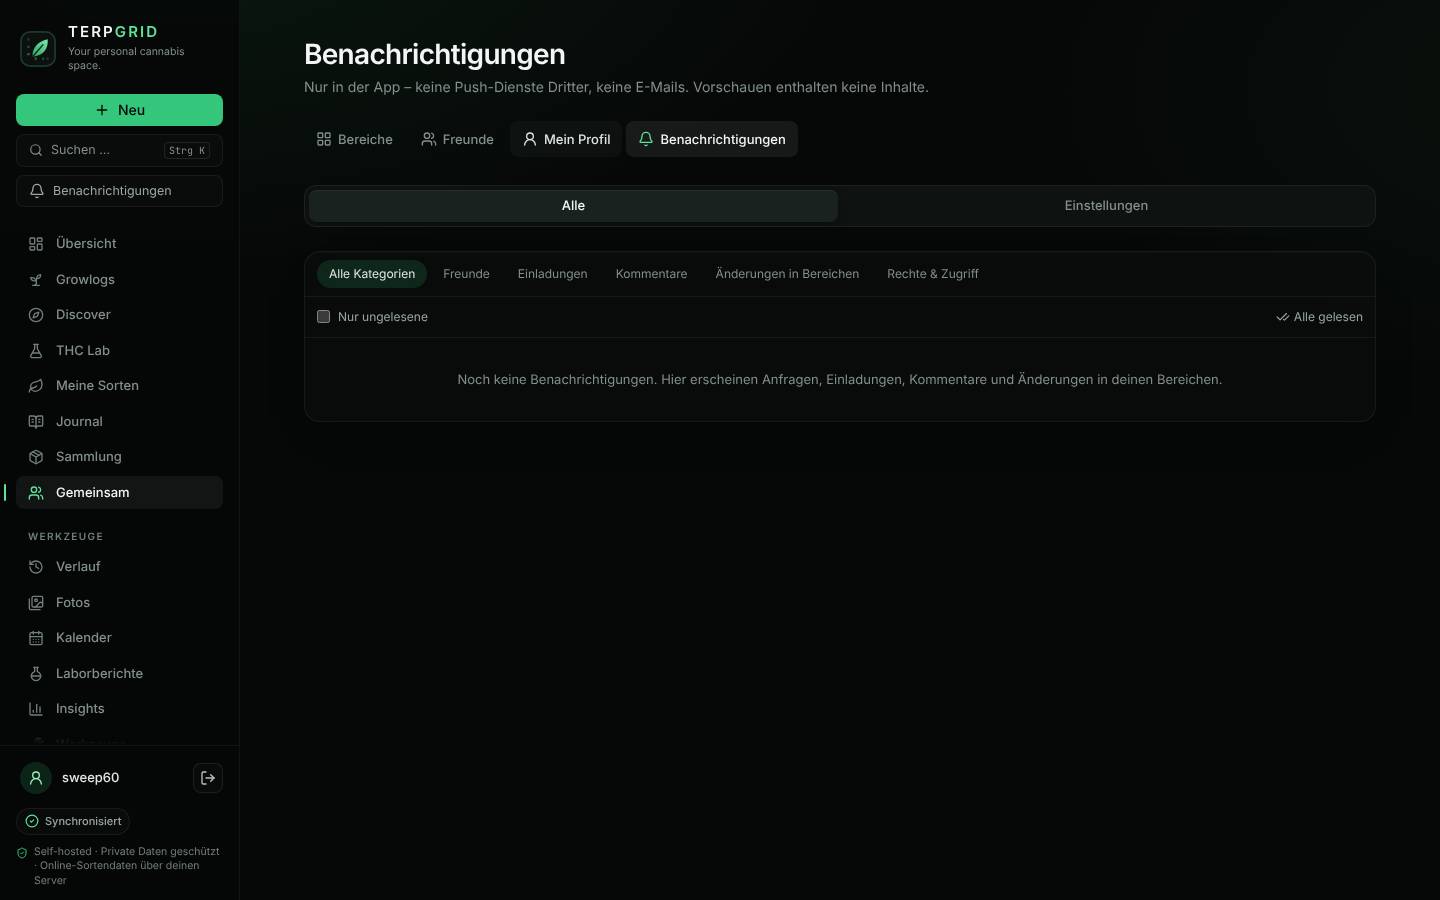 TERPGRID
Your personal cannabis
space.
Neu
Suchen ... Strg K
Benachrichtigungen
Übersicht
Growlogs
Discover
THC Lab
Meine Sorten
Journal
Sammlung
Gemeinsam
WERKZEUGE
Verlauf
Fotos
Kalender
Laborberichte
Insights
sweep60
Synchronisiert
Self-hosted · Private Daten geschützt
· Online-Sortendaten über deinen
Server
Benachrichtigungen
Nur in der App – keine Push-Dienste Dritter, keine E-Mails. Vorschauen enthalten keine Inhalte.
Bereiche Freunde Mein Profil Benachrichtigungen
Alle Einstellungen
Alle Kategorien Freunde Einladungen Kommentare Änderungen in Bereichen Rechte & Zugriff
Nur ungelesene Alle gelesen
Noch keine Benachrichtigungen. Hier erscheinen Anfragen, Einladungen, Kommentare und Änderungen in deinen Bereichen.